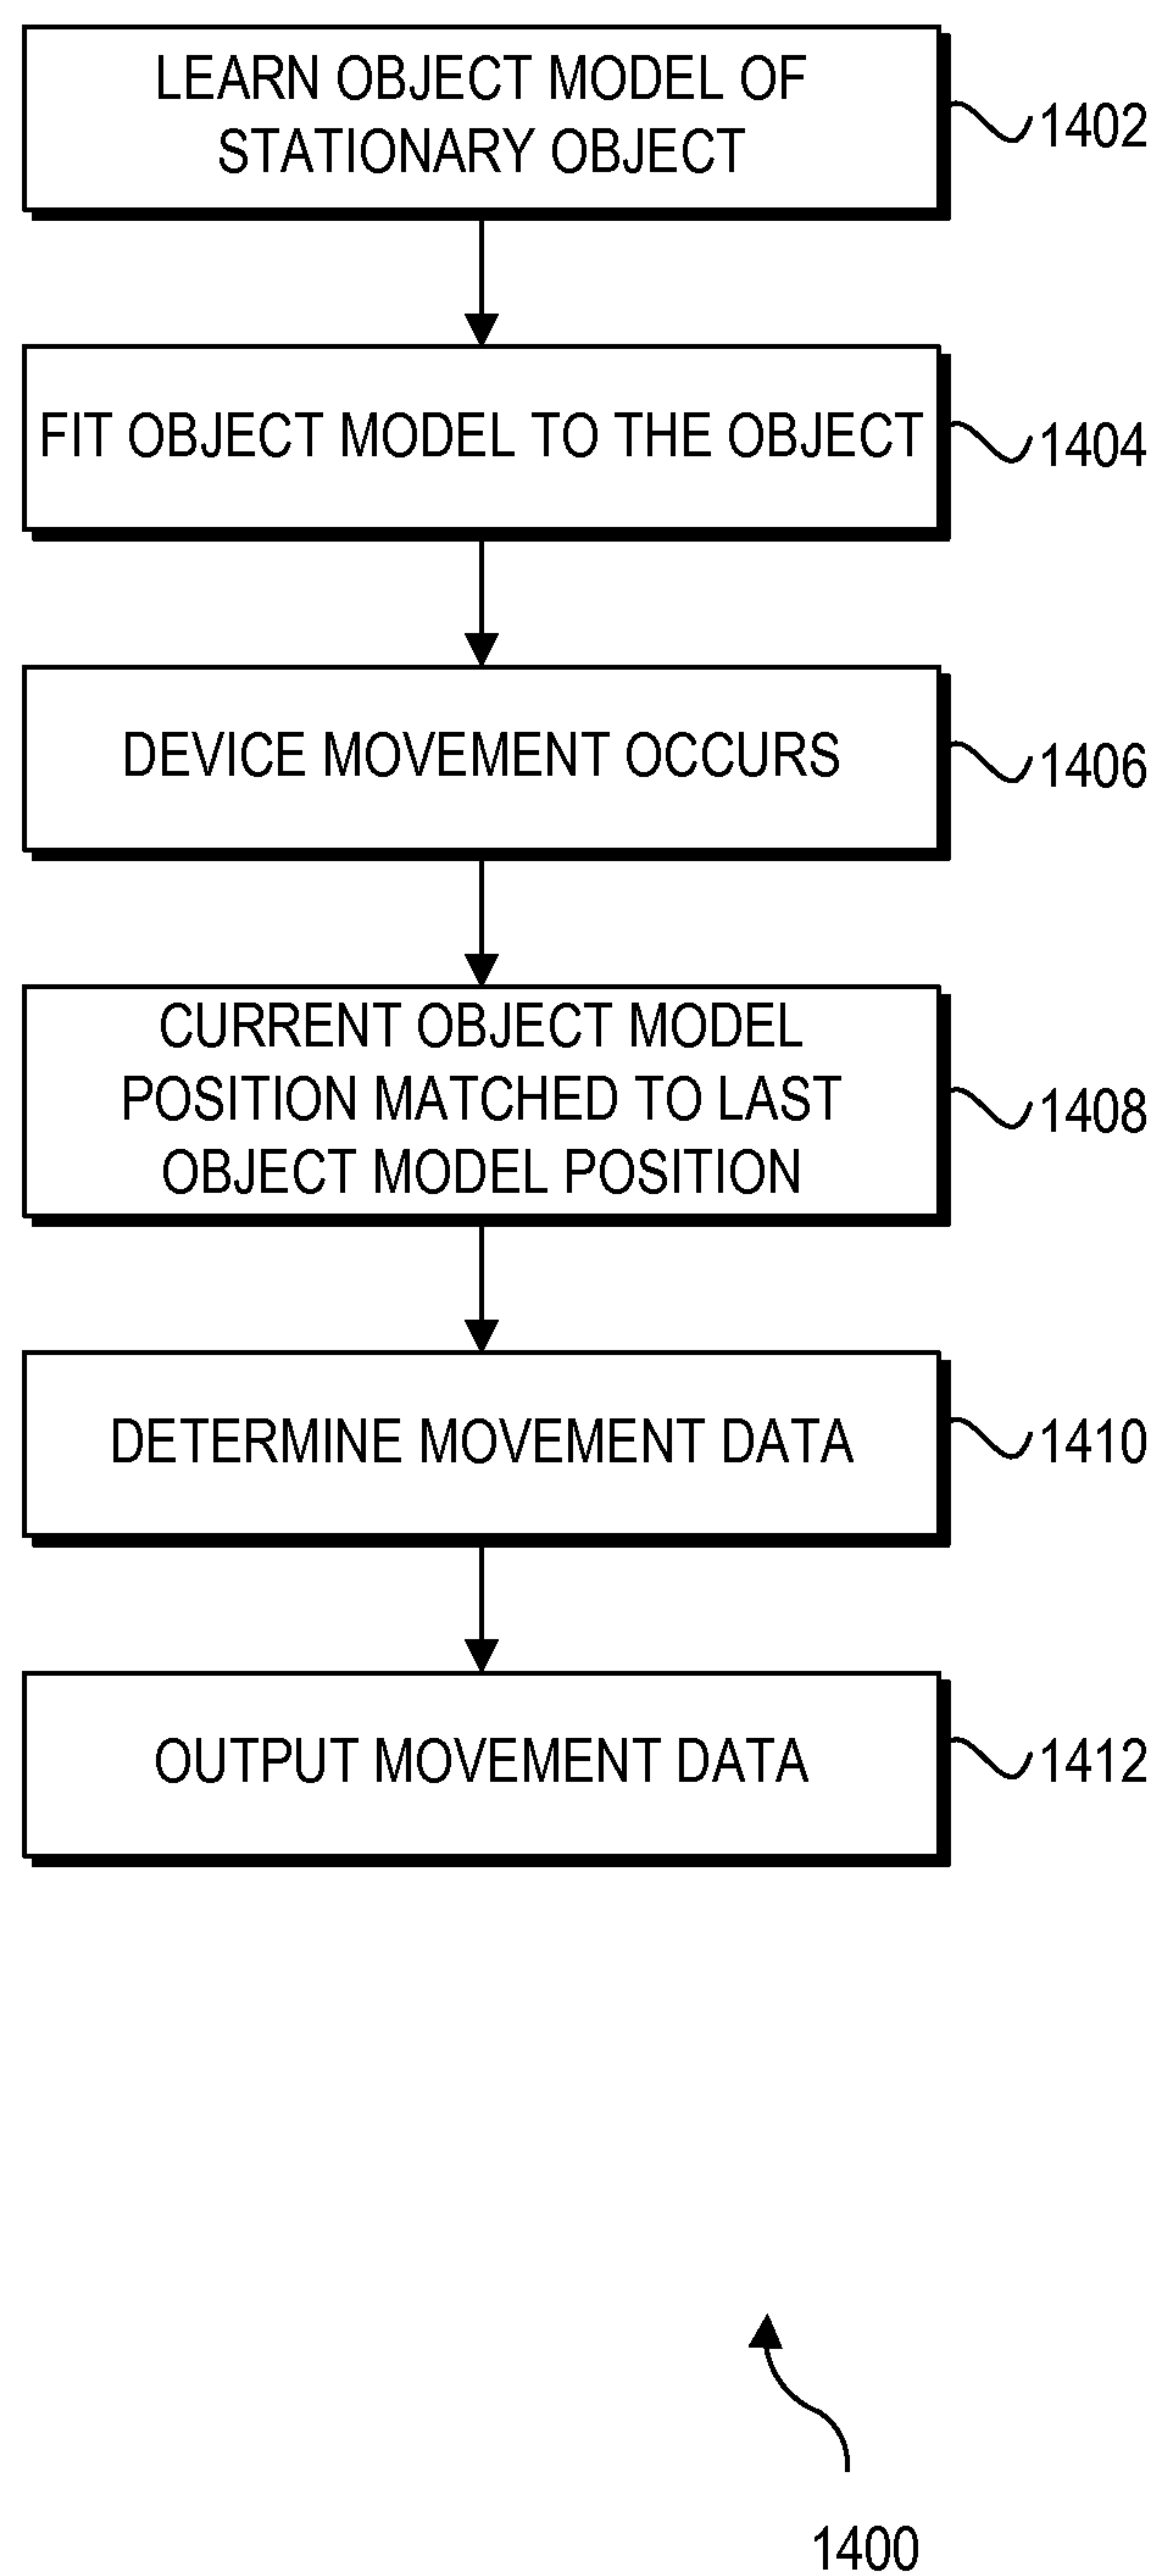 LEARN OBJECT MODEL OF
STATIONARY OBJECT
1402
FIT OBJECT MODEL TO THE OBJECT
1404
DEVICE MOVEMENT OCCURS
1406
CURRENT OBJECT MODEL
POSITION MATCHED TO LAST
OBJECT MODEL POSITION
1408
DETERMINE MOVEMENT DATA
1410
OUTPUT MOVEMENT DATA
1412
1400